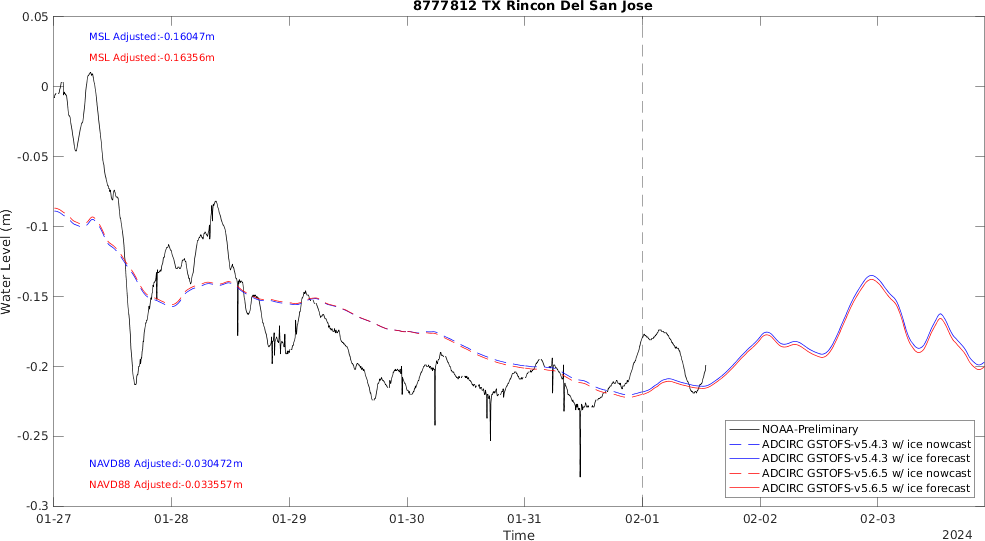 8777812 TX Rincon Del San Jose
MSL Adjusted:-0.16047m
MSL Adjusted:-0.16356m
0.05
0
-0.05
-0.1
-0.15
-0.2
-0.25
-0.3
Water Level (m)
NAVD88 Adjusted:-0.030472m
NAVD88 Adjusted:-0.033557m
NOAA-Preliminary
ADCIRC GSTOFS-v5.4.3 w/ ice nowcast
ADCIRC GSTOFS-v5.4.3 w/ ice forecast
ADCIRC GSTOFS-v5.6.5 w/ ice nowcast
ADCIRC GSTOFS-v5.6.5 w/ ice forecast
01-27 01-28 01-29 01-30 01-31 02-01 02-02 02-03
Time
2024